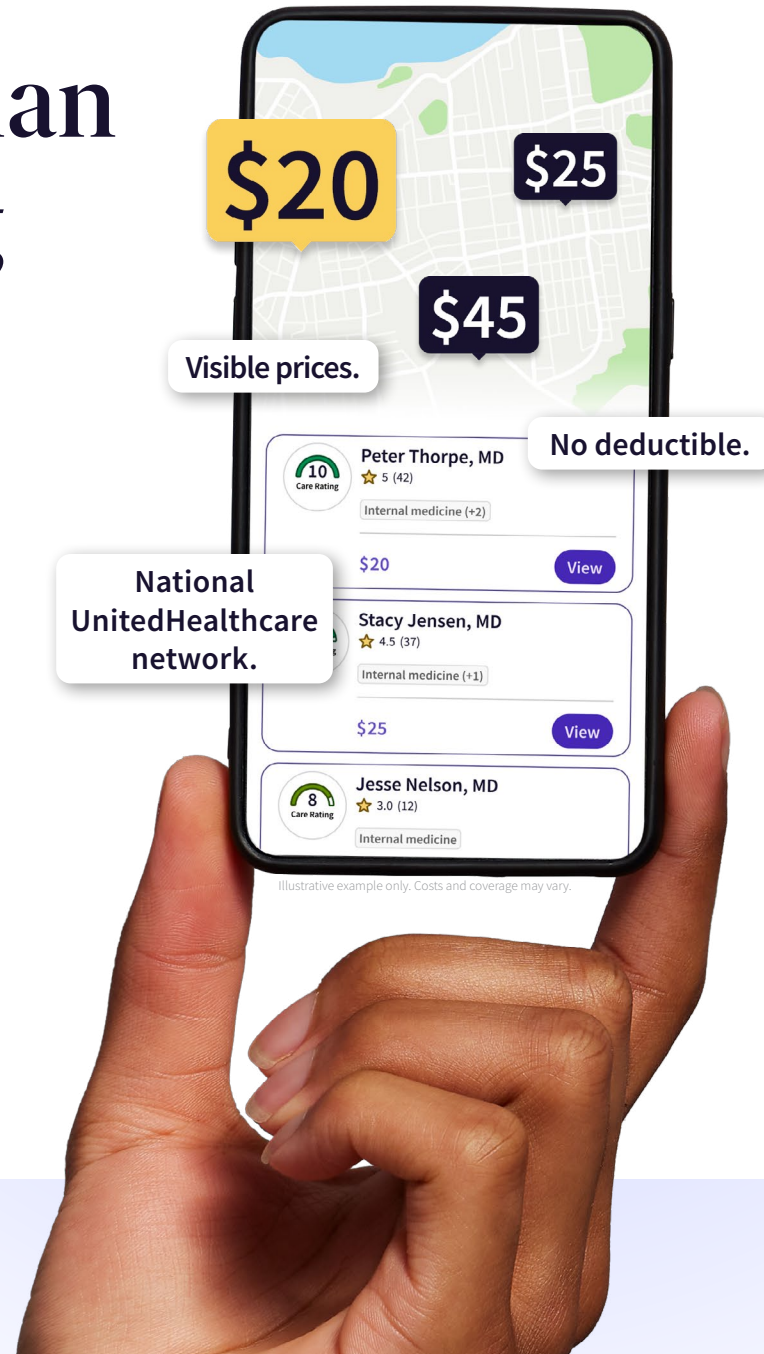 $20
$25
$45
Visible prices.
No deductible.
10
Care Rating
Peter Thorpe, MD
5 (42)
Internal medicine (+2)
$20
View
National
UnitedHealthcare
network.
Stacy Jensen, MD
4.5 (37)
Internal medicine (+1)
$25
View
8
Care Rating
Jesse Nelson, MD
3.0 (12)
Internal medicine
Illustrative example only. Costs and coverage may vary.